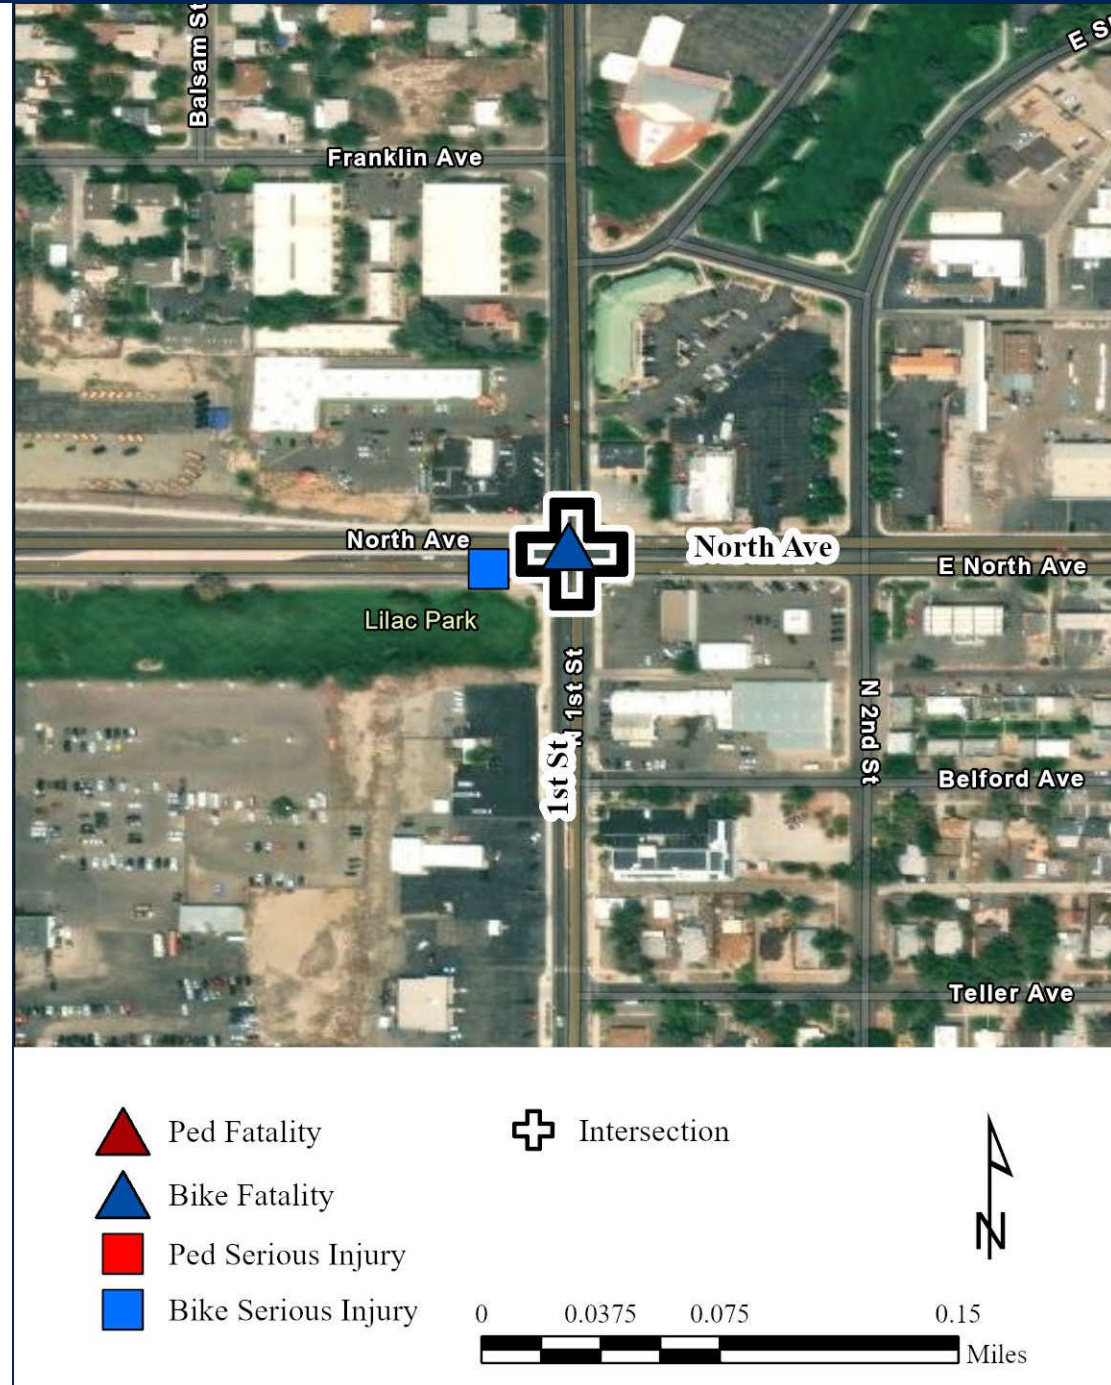 Balsam St
E S
Franklin Ave
North Ave
North Ave
E North Ave
Lilac Park
N 1st St
1st St
N 2nd St
Belford Ave
Teller Ave
Ped Fatality
Intersection
Bike Fatality
Ped Serious Injury
Bike Serious Injury
N
0 0.0375 0.075 0.15
Miles